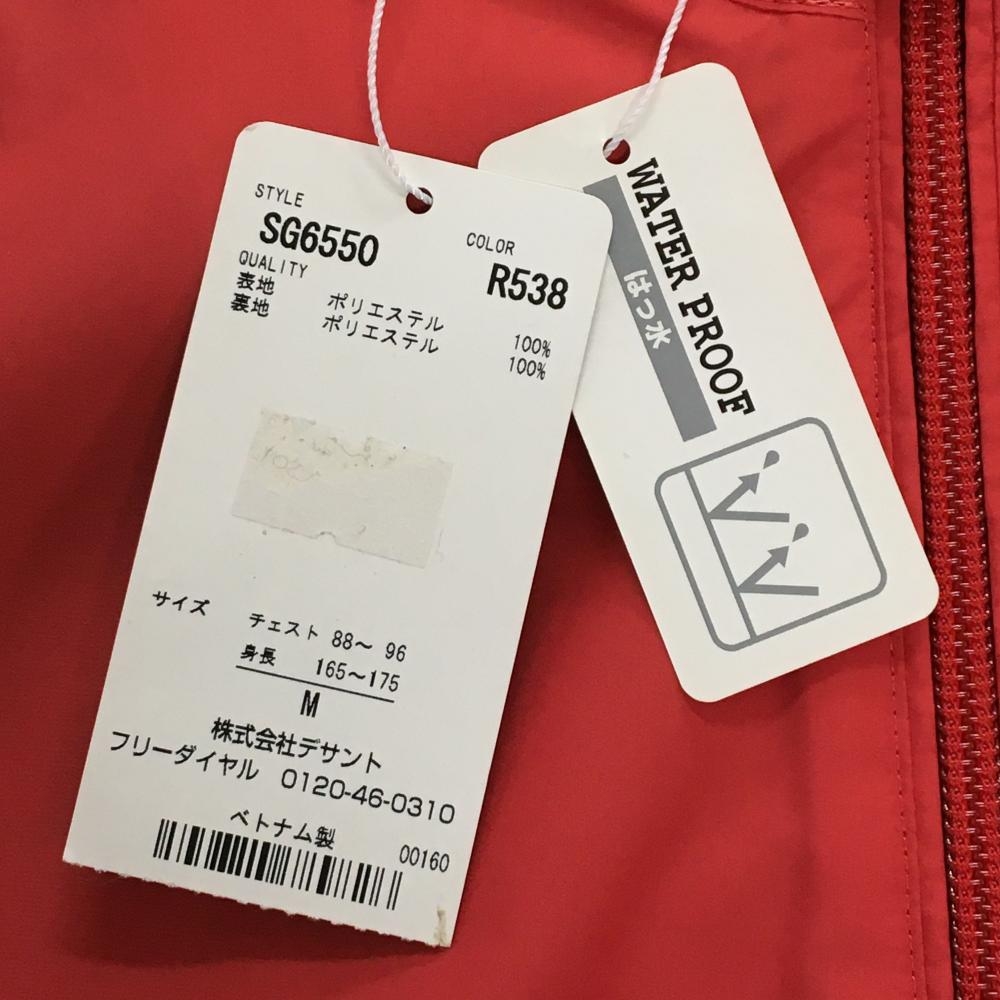 STYLE
SG6550
COLOR
R538
QUALITY
表地 ポリエステル 100%
裏地 ポリエステル 100%
サイズ チェスト 88〜 96
身長 165〜175
M
株式会社デサント
フリーダイヤル 0120-46-0310
ベトナム製
00160
WATER PROOF
はっ水